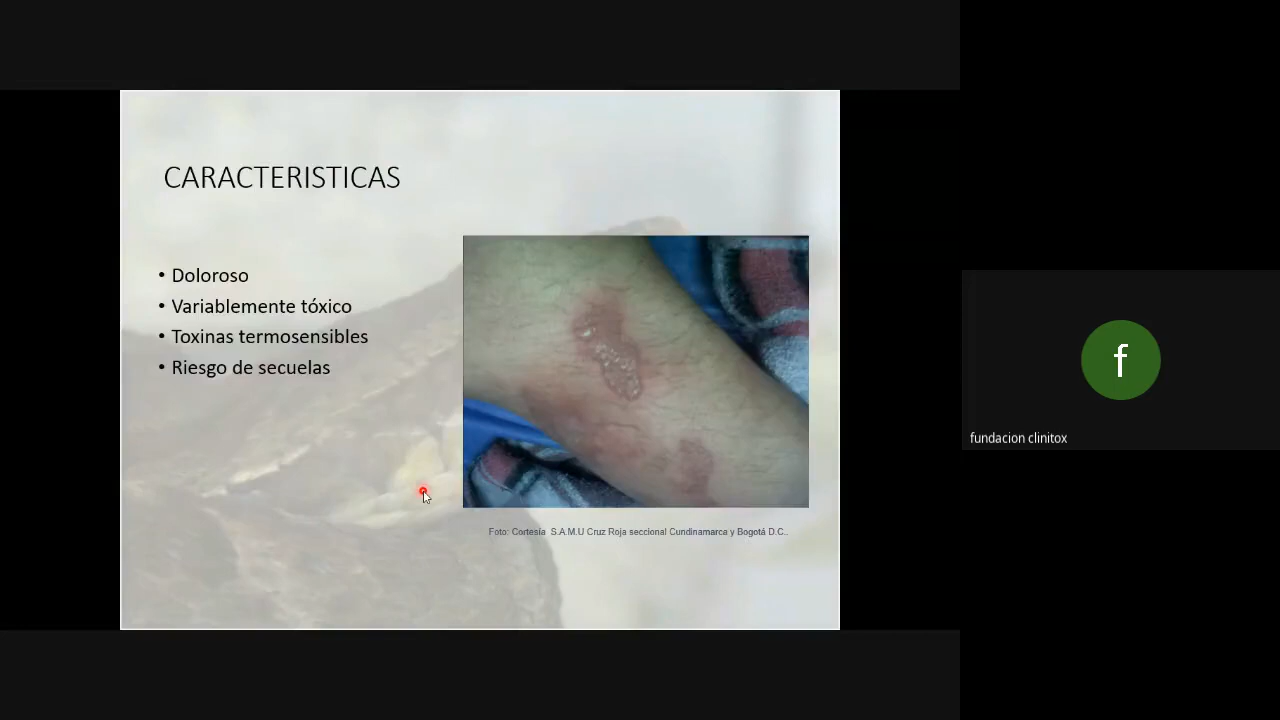 CARACTERISTICAS
• Doloroso
• Variablemente tóxico
• Toxinas termosensibles
• Riesgo de secuelas
Foto: Cortesía S.A.M.U Cruz Roja seccional Cundinamarca y Bogotá D.C..
f
fundacion clinitox